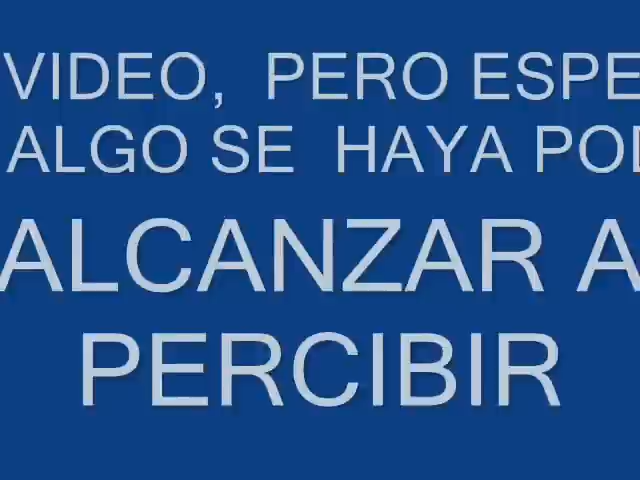 VIDEO, PERO ESPE
ALGO SE HAYA POD
ALCANZAR A
PERCIBIR